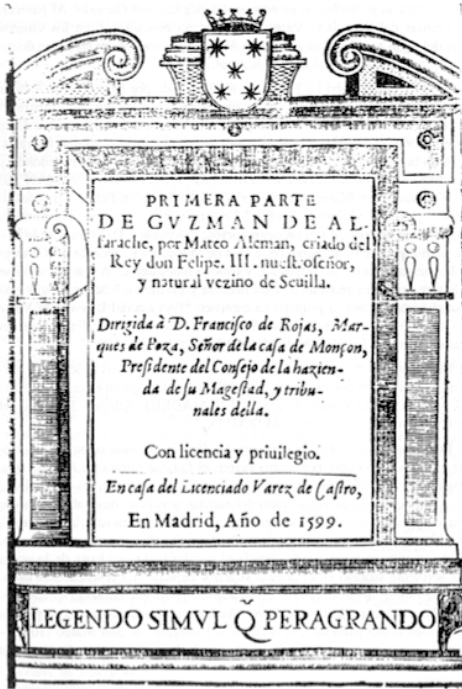 PRIMERA PARTE
DE GVZMAN DE AL-
farache, por Mateo Aleman, criado del
Rey don Felipe. III. nuestro señor,
y natural vezino de Seuilla.
Dirigida à D. Francisco de Rojas, Mar-
ques de Poza, Señor de la casa de Monçon,
Presidente del Consejo de la hazien-
da de su Magestad, y tribu-
nales della.
Con licencia y priuilegio.
En casa del Licenciado Varez de Castro,
En Madrid, Año de 1599.
LEGENDO SIMVL Q̃ PERAGRANDO